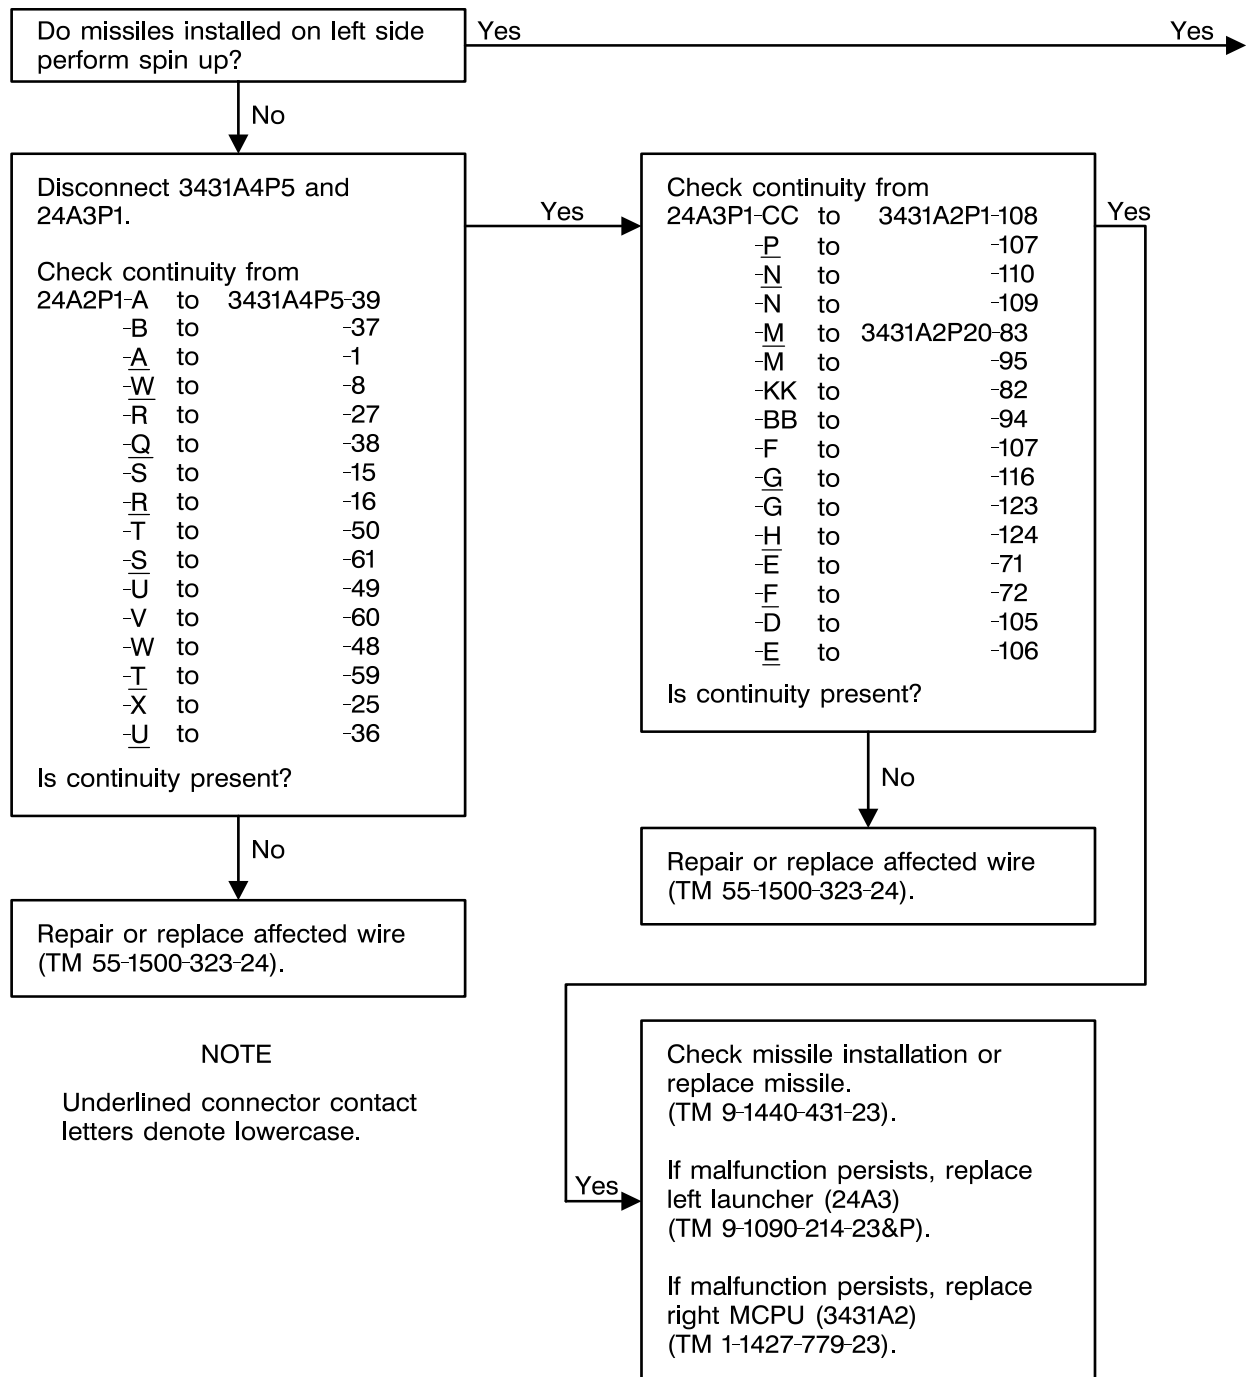 Do missiles installed on left side
perform spin up?
Yes
Yes
No
Disconnect 3431A4P5 and
24A3P1.
Check continuity from
24A2P1-A to 3431A4P5-39
-B to -37
-A to -1
-W to -8
-R to -27
-Q to -38
-S to -15
-R to -16
-T to -50
-S to -61
-U to -49
-V to -60
-W to -48
-T to -59
-X to -25
-U to -36
Is continuity present?
Yes
No
Repair or replace affected wire
(TM 55-1500-323-24).
NOTE
Underlined connector contact
letters denote lowercase.
Check continuity from
24A3P1-CC to 3431A2P1-108
-P to -107
-N to -110
-N to -109
-M to 3431A2P20-83
-M to -95
-KK to -82
-BB to -94
-F to -107
-G to -116
-G to -123
-H to -124
-E to -71
-F to -72
-D to -105
-E to -106
Is continuity present?
Yes
No
Repair or replace affected wire
(TM 55-1500-323-24).
Yes
Check missile installation or
replace missile.
(TM 9-1440-431-23).
If malfunction persists, replace
left launcher (24A3)
(TM 9-1090-214-23&P).
If malfunction persists, replace
right MCPU (3431A2)
(TM 1-1427-779-23).